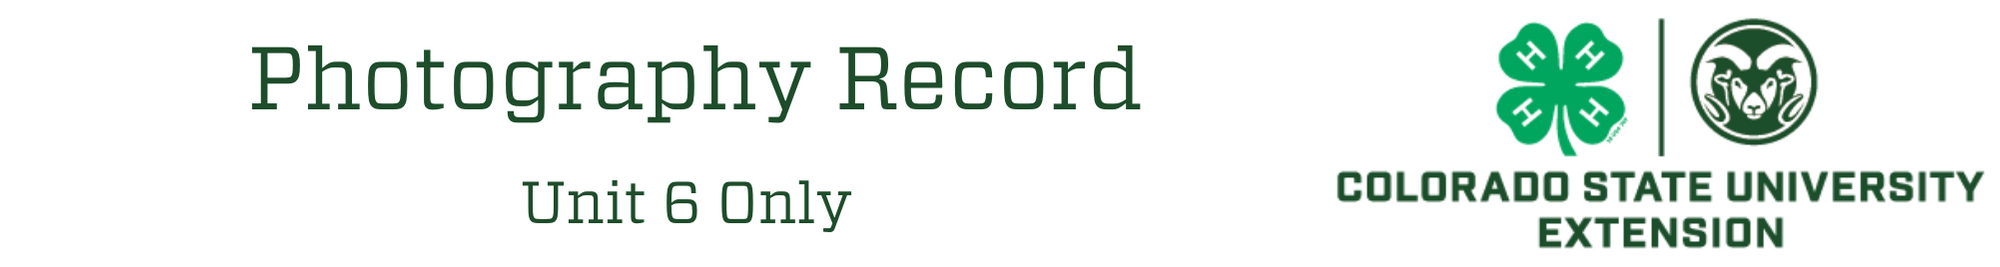 Photography Record
Unit 6 Only
H H
H H
COLORADO STATE UNIVERSITY
EXTENSION